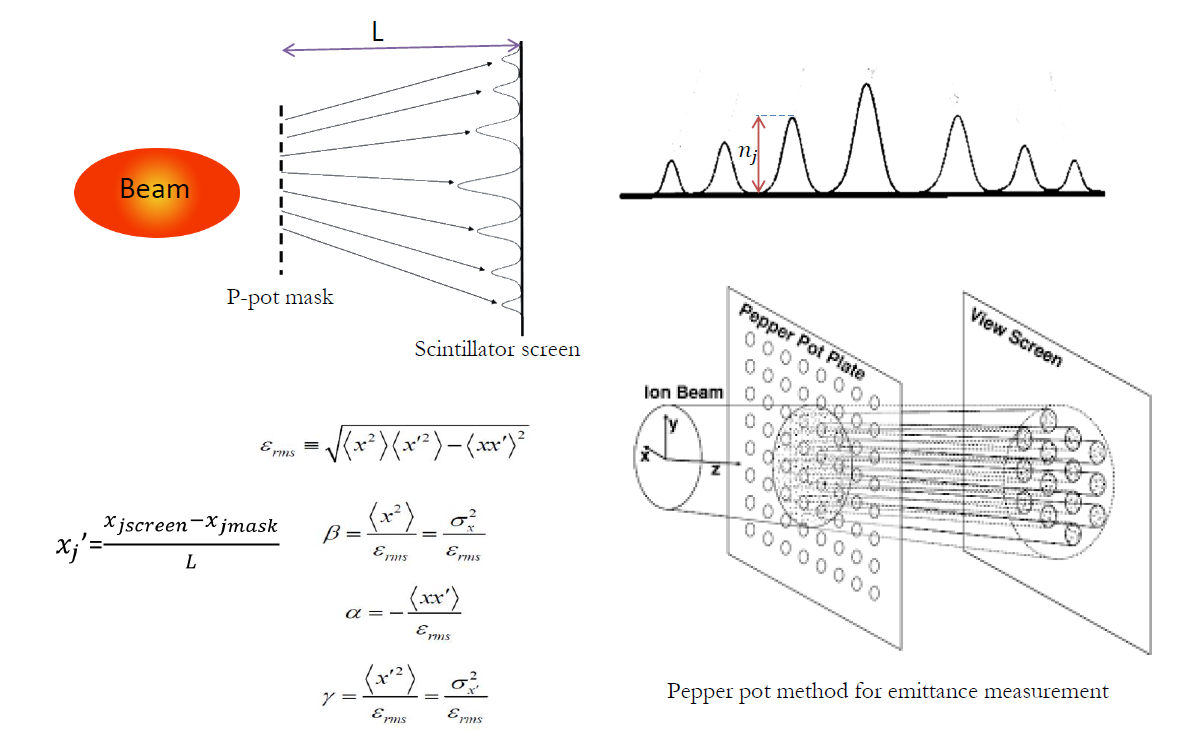 L
Beam
P-pot mask
Scintillator screen
n_j
Pepper Pot Plate
View Screen
Ion Beam
y
x
z
ε_rms ≡ √(⟨x²⟩⟨x′²⟩−⟨xx′⟩²)
x_j′=(x_jscreen−x_jmask)/L
β = ⟨x²⟩/ε_rms = σ_x²/ε_rms
α = −⟨xx′⟩/ε_rms
γ = ⟨x′²⟩/ε_rms = σ_x′²/ε_rms
Pepper pot method for emittance measurement